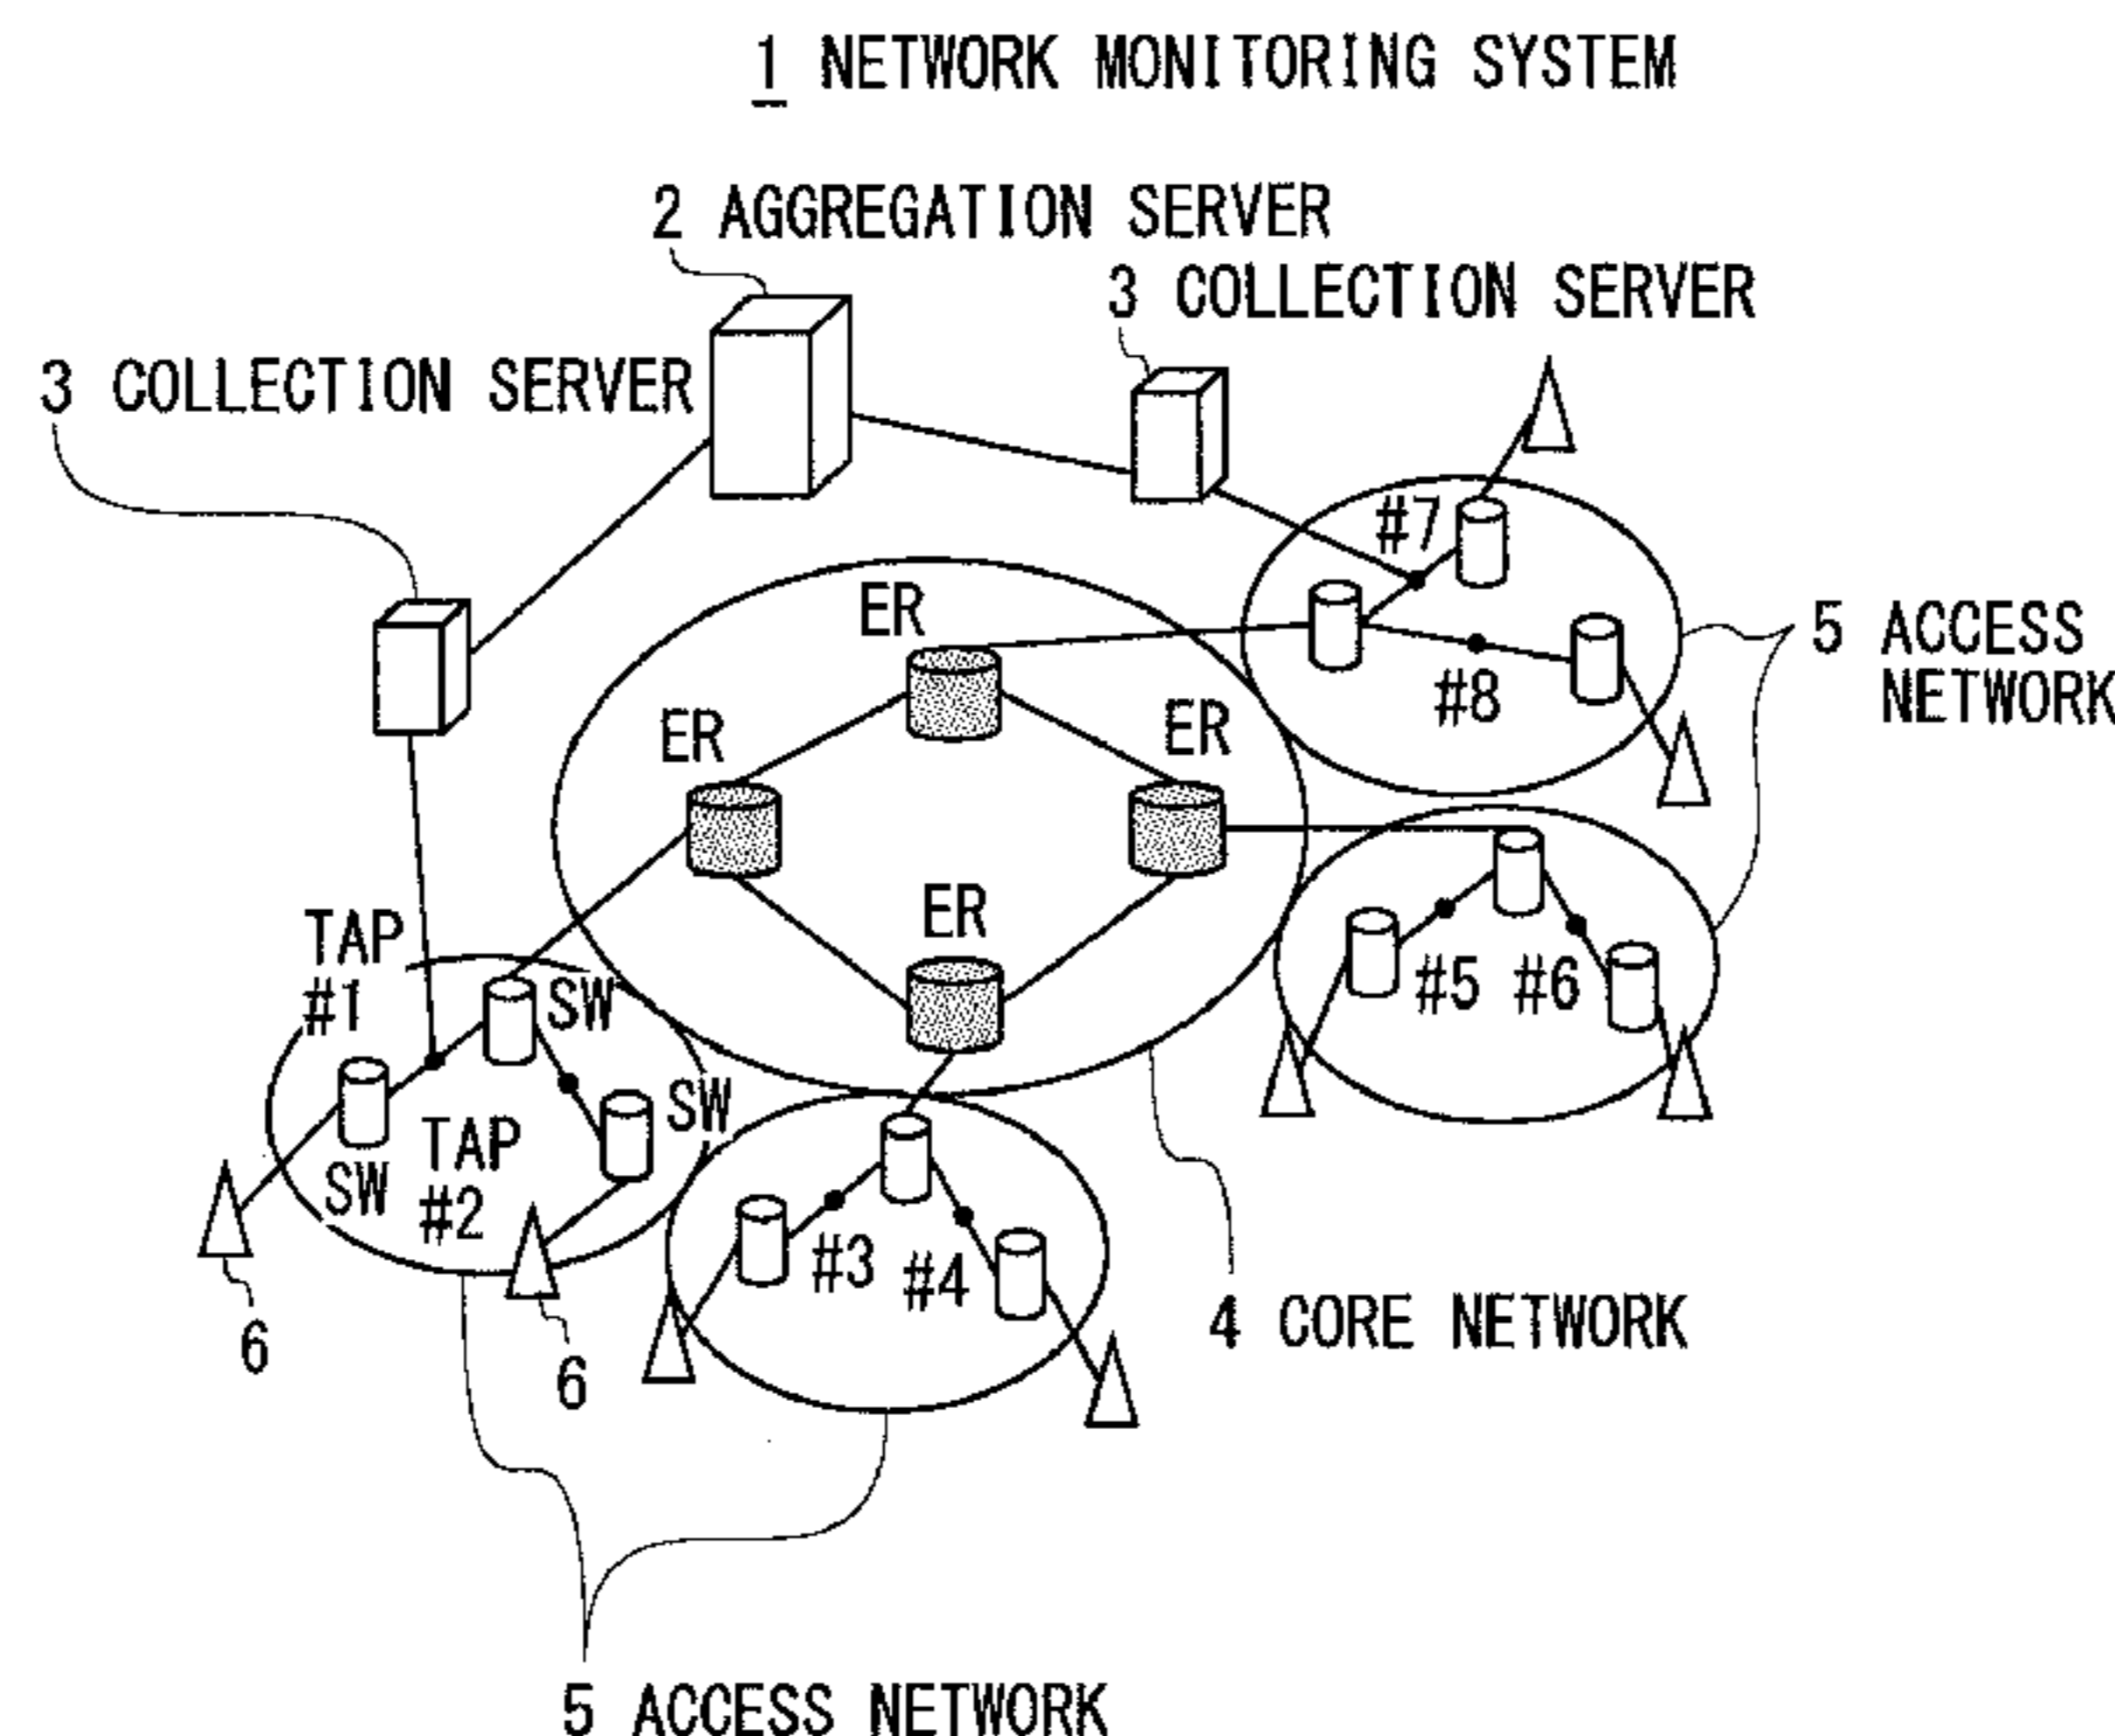 1 NETWORK MONITORING SYSTEM
2 AGGREGATION SERVER
3 COLLECTION SERVER
3 COLLECTION SERVER
#7
ER
5 ACCESS
NETWORK
#8
ER
ER
ER
TAP
#1
SW
#5
#6
SW
TAP
#2
SW
#3
#4
4 CORE NETWORK
6
6
5 ACCESS NETWORK